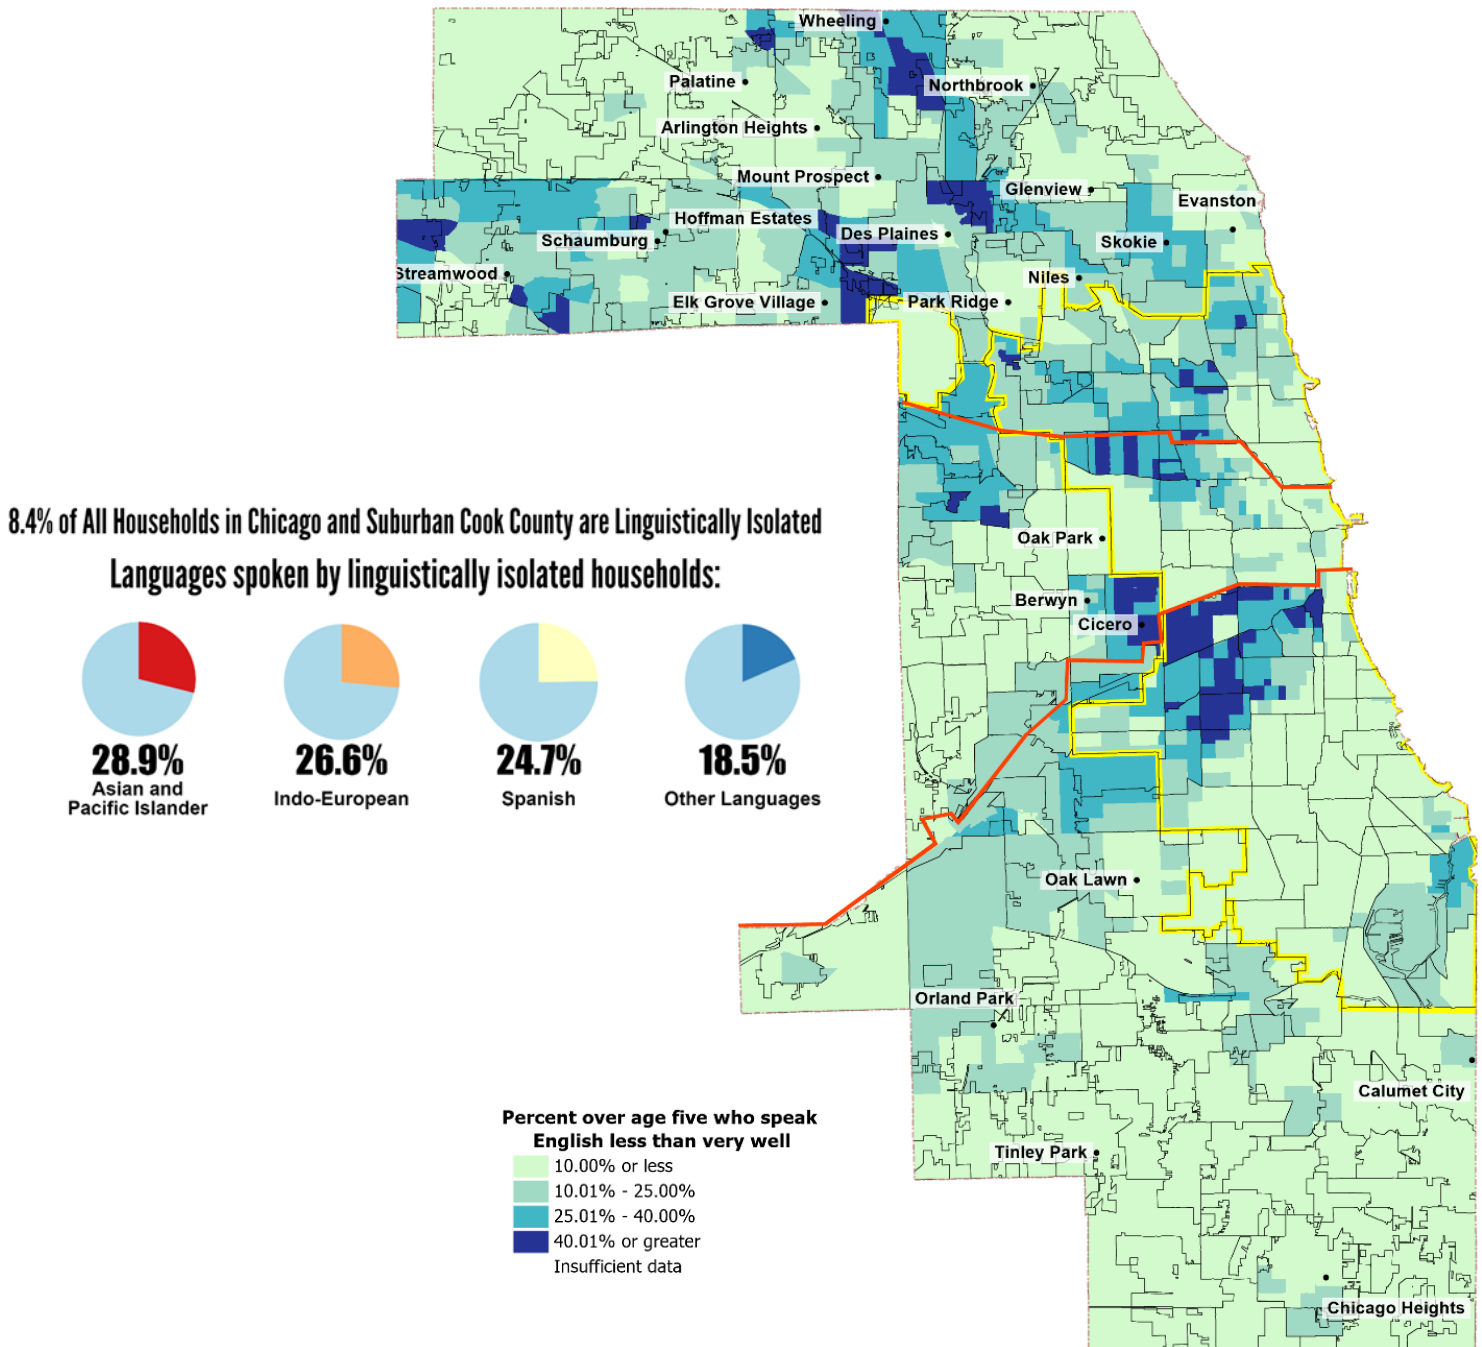 Wheeling
Palatine
Northbrook
Arlington Heights
Mount Prospect
Glenview
Evanston
Hoffman Estates
Schaumburg
Des Plaines
Skokie
Streamwood
Niles
Elk Grove Village
Park Ridge
8.4% of All Households in Chicago and Suburban Cook County are Linguistically Isolated
Languages spoken by linguistically isolated households:
28.9%
Asian and
Pacific Islander
26.6%
Indo-European
24.7%
Spanish
18.5%
Other Languages
Oak Park
Berwyn
Cicero
Oak Lawn
Orland Park
Calumet City
Tinley Park
Chicago Heights
Percent over age five who speak
English less than very well
10.00% or less
10.01% - 25.00%
25.01% - 40.00%
40.01% or greater
Insufficient data